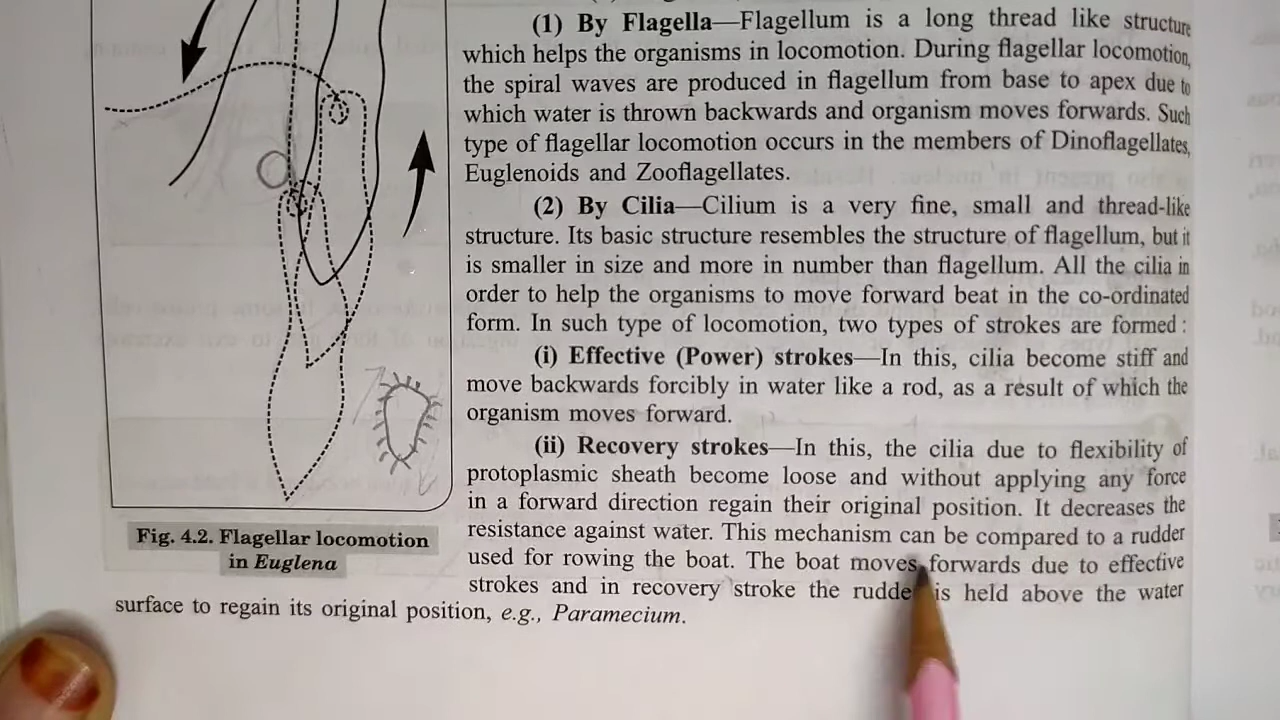 (1) By Flagella—Flagellum is a long thread like structure
which helps the organisms in locomotion. During flagellar locomotion,
the spiral waves are produced in flagellum from base to apex due to
which water is thrown backwards and organism moves forwards. Such
type of flagellar locomotion occurs in the members of Dinoflagellates,
Euglenoids and Zooflagellates.
(2) By Cilia—Cilium is a very fine, small and thread-like
structure. Its basic structure resembles the structure of flagellum, but it
is smaller in size and more in number than flagellum. All the cilia in
order to help the organisms to move forward beat in the co-ordinated
form. In such type of locomotion, two types of strokes are formed :
(i) Effective (Power) strokes—In this, cilia become stiff and
move backwards forcibly in water like a rod, as a result of which the
organism moves forward.
(ii) Recovery strokes—In this, the cilia due to flexibility of
protoplasmic sheath become loose and without applying any force
in a forward direction regain their original position. It decreases the
resistance against water. This mechanism can be compared to a rudder
used for rowing the boat. The boat moves forwards due to effective
strokes and in recovery stroke the rudde is held above the water
surface to regain its original position, e.g., Paramecium.
Fig. 4.2. Flagellar locomotion
in Euglena